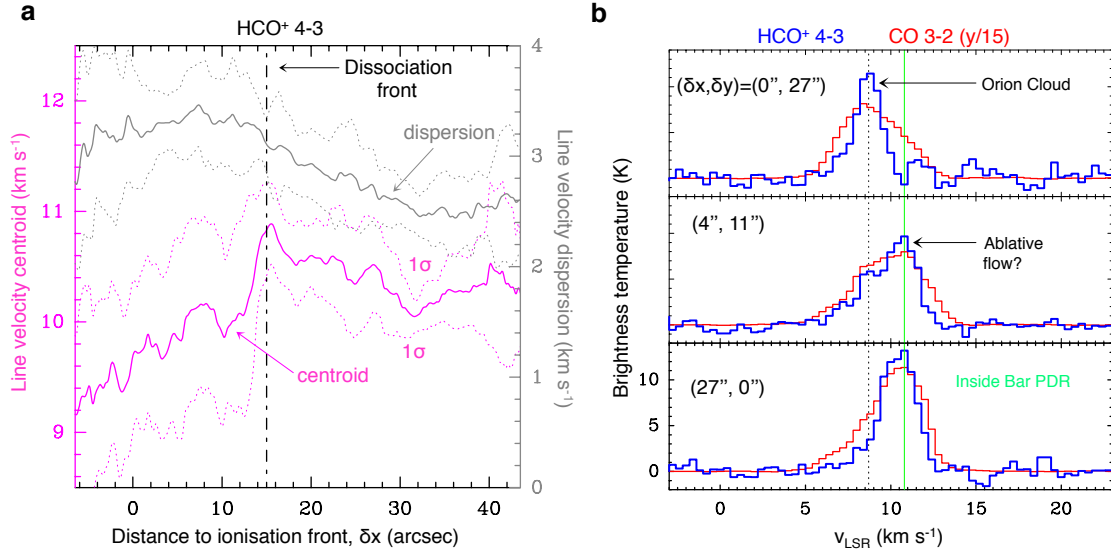 a
HCO⁺ 4-3
Line velocity centroid (km s⁻¹)
12
11
10
9
Dissociation
front
dispersion
1σ
1σ
centroid
4
3
2
1
0
Line velocity dispersion (km s⁻¹)
0 10 20 30 40
Distance to ionisation front, δx (arcsec)
b
HCO⁺ 4-3 CO 3-2 (y/15)
(δx,δy)=(0”, 27”)
Orion Cloud
(4”, 11”)
Ablative
flow?
Brightness temperature (K)
(27”, 0”)
Inside Bar PDR
10
5
0
0 5 10 15 20
vLSR (km s⁻¹)